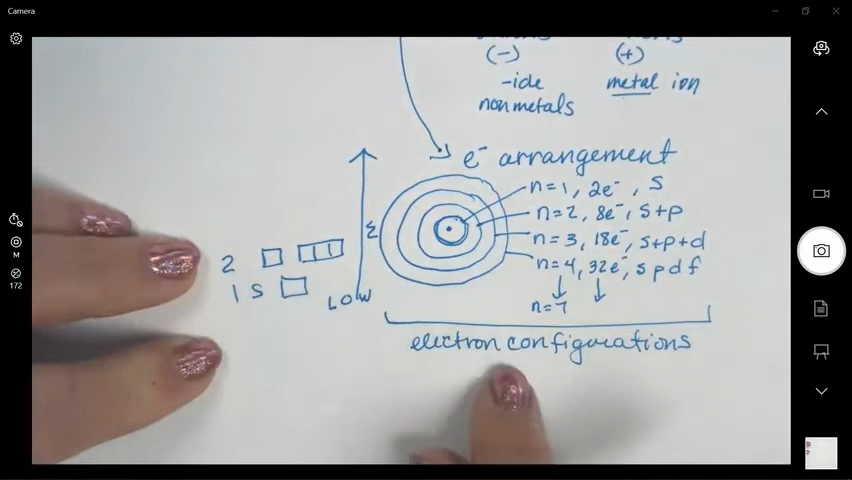 Camera
(-)
(+)
-ide
metal ion
nonmetals
e⁻ arrangement
n=1, 2e⁻, S
n=2, 8e⁻, S+p
n=3, 18e⁻, S+p+d
n=4, 32e⁻, s p d f
n=7
E
2
1 S
LOW
electron configurations
M
172